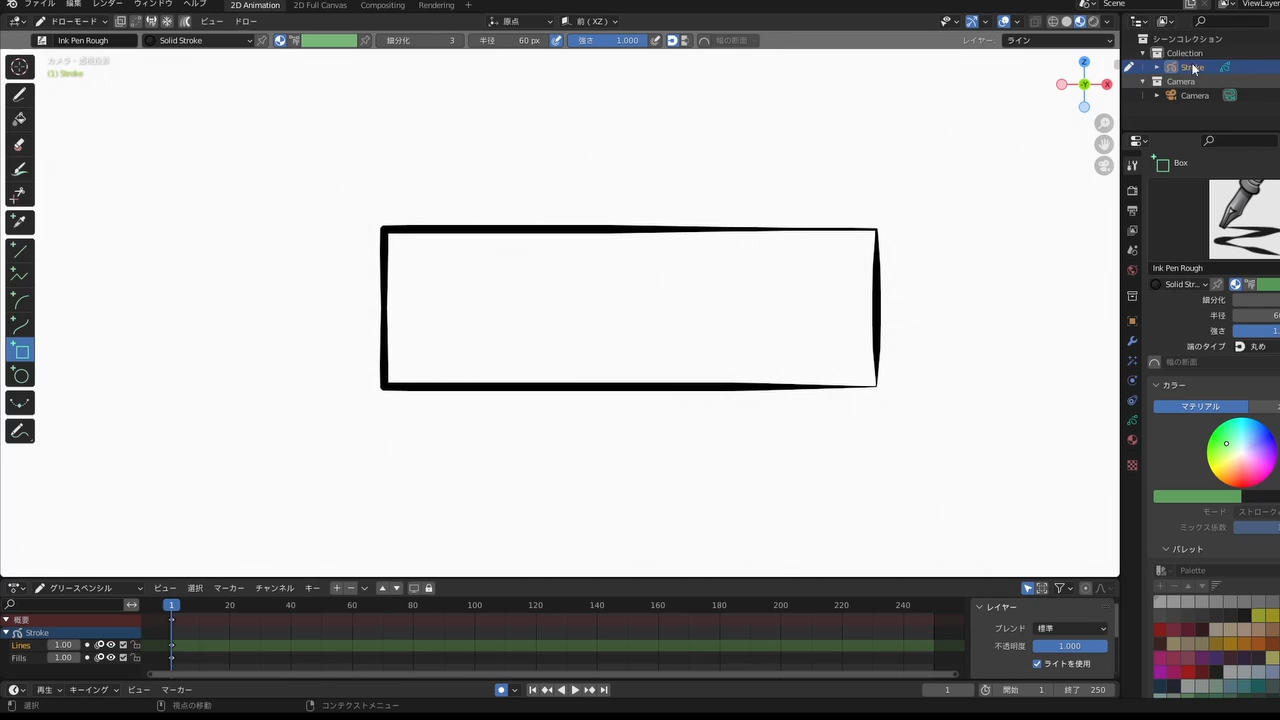 ファイル 編集 レンダー ウィンドウ ヘルプ 2D Animation 2D Full Canvas Compositing Rendering Scene ViewLayer
ドローモード ビュー ドロー 原点 前 (XZ)
Ink Pen Rough Solid Stroke 細分化 3 半径 60 px 強さ 1.000 幅の断面 レイヤー: ライン
カメラ・透視投影
(1) Stroke
Z
Y
X
シーンコレクション
Collection
Stroke
Camera
Camera
Box
Ink Pen Rough
Solid Str...
細分化
半径 6
強さ 1.
端のタイプ 丸め
幅の断面
カラー
マテリアル
モード ストローク
ミックス係数
パレット
Palette
グリースペンシル ビュー 選択 マーカー チャンネル キー
1 20 40 60 80 100 120 140 160 180 200 220 240
概要
Stroke
Lines 1.00
Fills 1.00
レイヤー
ブレンド 標準
不透明度 1.000
ライトを使用
再生 キーイング ビュー マーカー 1 開始 1 終了 250
選択 視点の移動 コンテクストメニュー